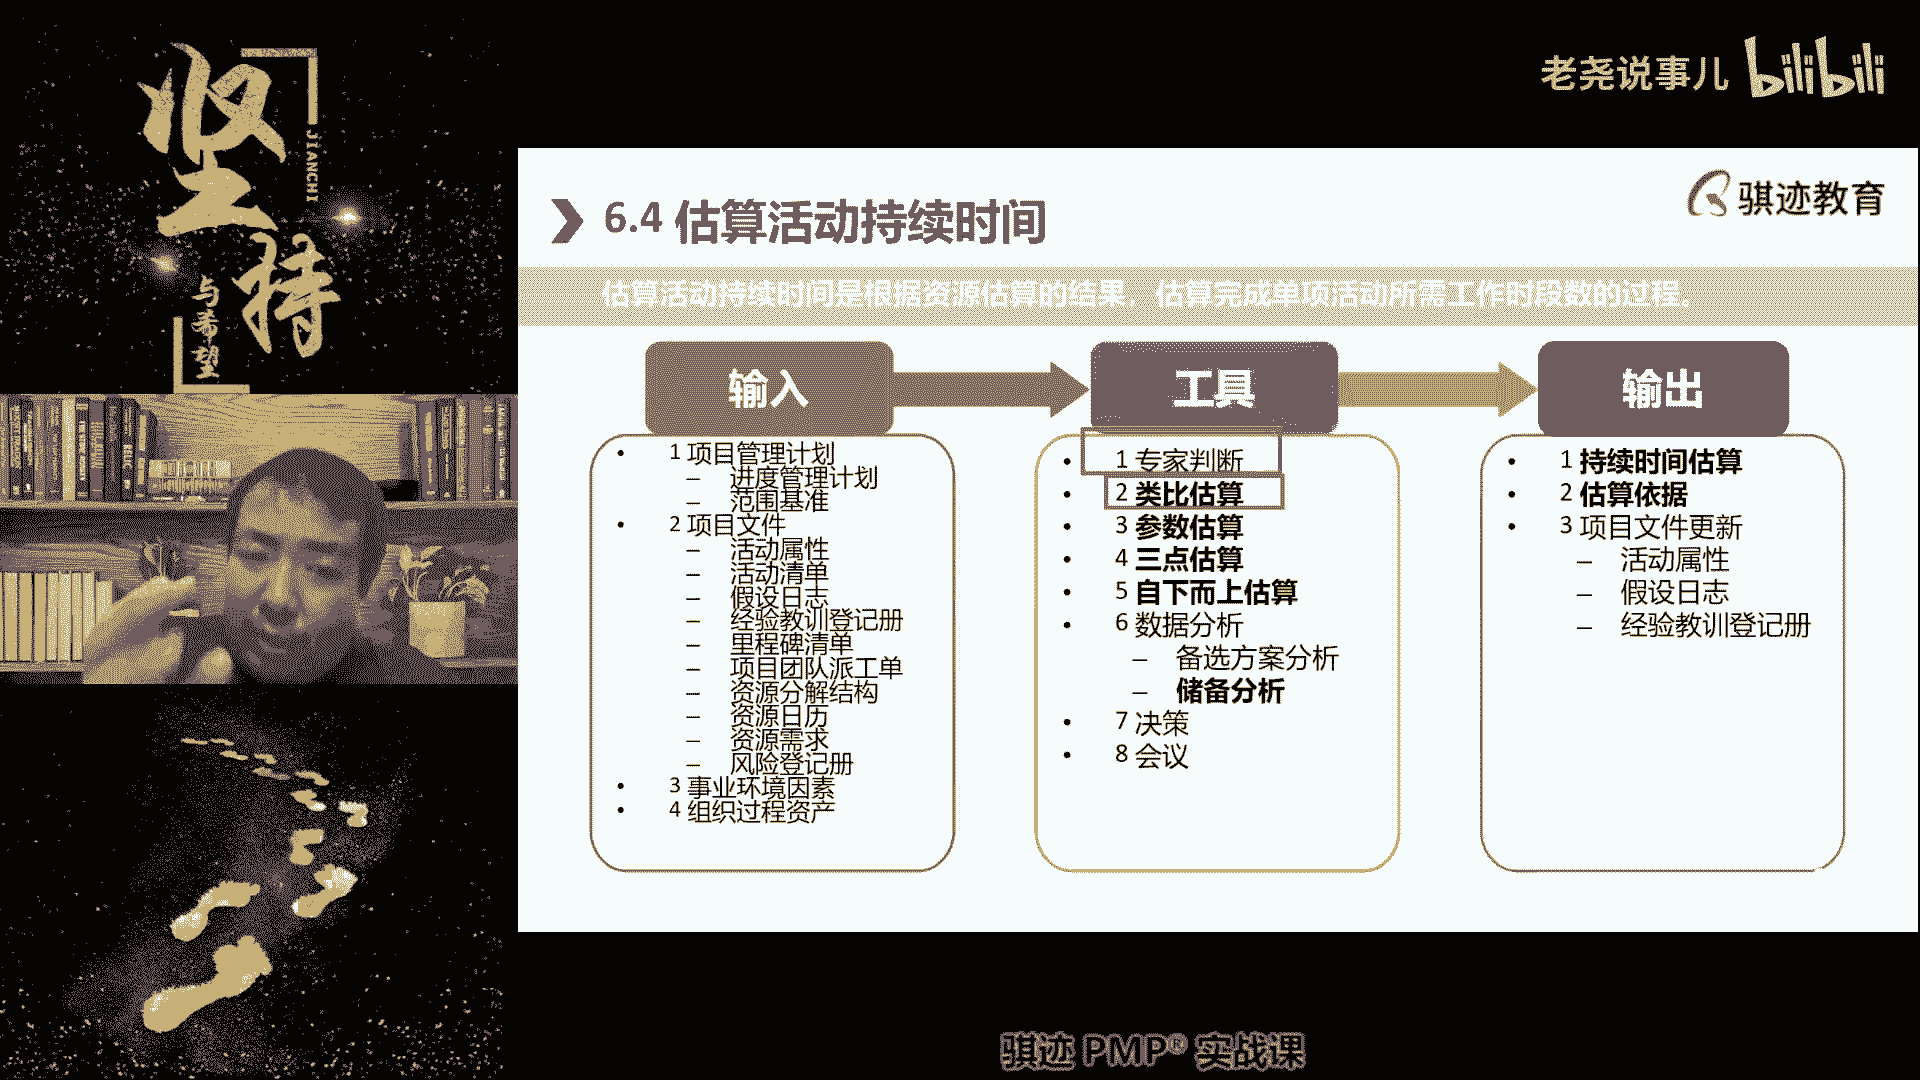 坚持
JIANCHI
与希望
老尧说事儿 bilibili
骐迹教育
6.4 估算活动持续时间
估算活动持续时间是根据资源估算的结果，估算完成单项活动所需工作时段数的过程。
输入
1 项目管理计划
– 进度管理计划
– 范围基准
2 项目文件
– 活动属性
– 活动清单
– 假设日志
– 经验教训登记册
– 里程碑清单
– 项目团队派工单
– 资源分解结构
– 资源日历
– 资源需求
– 风险登记册
3 事业环境因素
4 组织过程资产
工具
1 专家判断
2 类比估算
3 参数估算
4 三点估算
5 自下而上估算
6 数据分析
– 备选方案分析
– 储备分析
7 决策
8 会议
输出
1 持续时间估算
2 估算依据
3 项目文件更新
– 活动属性
– 假设日志
– 经验教训登记册
骐迹 PMP® 实战课